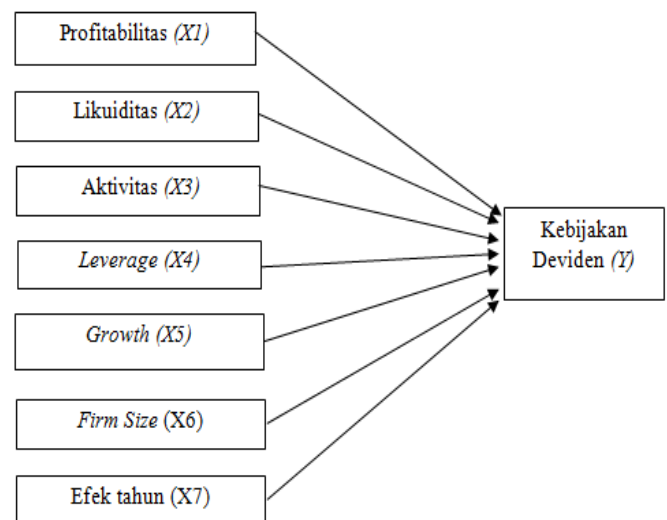 Profitabilitas (X1)
Likuiditas (X2)
Aktivitas (X3)
Leverage (X4)
Growth (X5)
Firm Size (X6)
Efek tahun (X7)
Kebijakan
Deviden (Y)